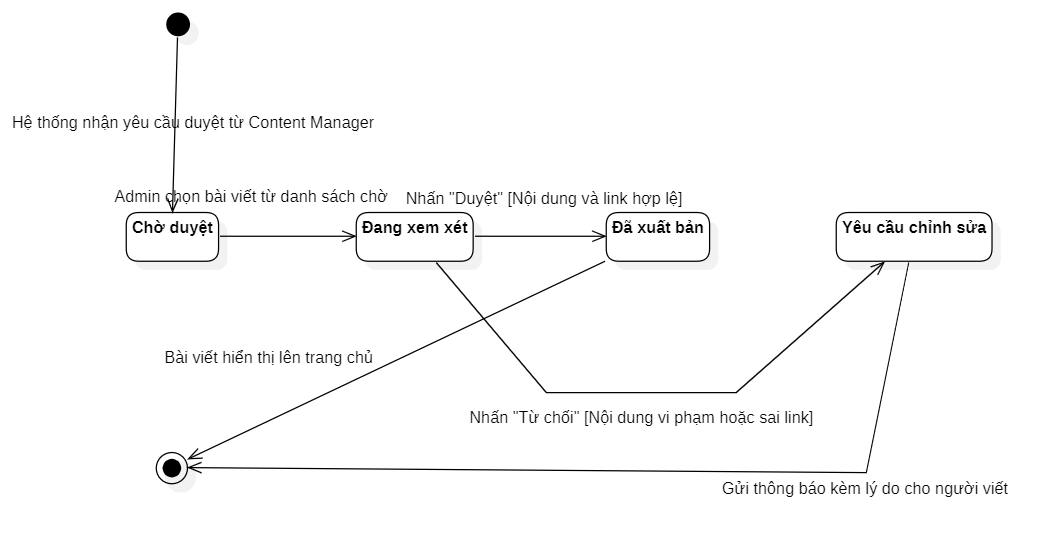 Hệ thống nhận yêu cầu duyệt từ Content Manager
Admin chọn bài viết từ danh sách chờ
Nhấn "Duyệt" [Nội dung và link hợp lệ]
Chờ duyệt
Đang xem xét
Đã xuất bản
Yêu cầu chỉnh sửa
Bài viết hiển thị lên trang chủ
Nhấn "Từ chối" [Nội dung vi phạm hoặc sai link]
Gửi thông báo kèm lý do cho người viết